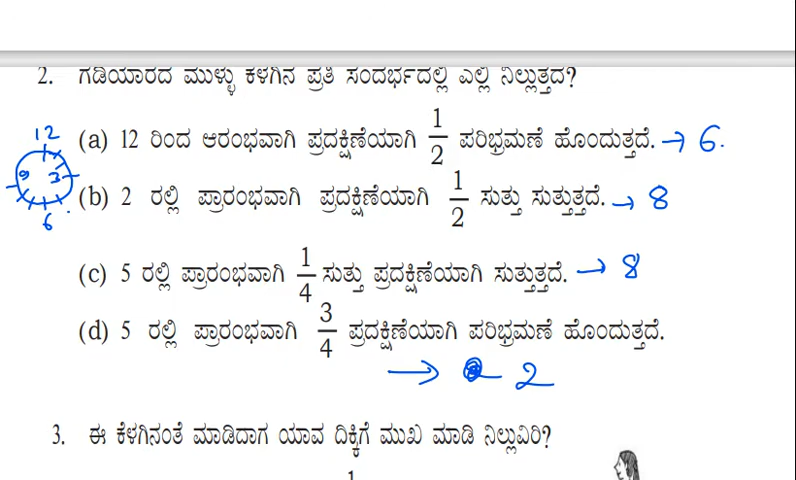 2. ಗಡಿಯಾರದ ಮುಳ್ಳು ಕೆಳಗಿನ ಪ್ರತಿ ಸಂದರ್ಭದಲ್ಲಿ ಎಲ್ಲಿ ನಿಲ್ಲುತ್ತದೆ?
(a) 12 ರಿಂದ ಆರಂಭವಾಗಿ ಪ್ರದಕ್ಷಿಣೆಯಾಗಿ 1/2 ಪರಿಭ್ರಮಣೆ ಹೊಂದುತ್ತದೆ. → 6.
12
9 3
6
(b) 2 ರಲ್ಲಿ ಪ್ರಾರಂಭವಾಗಿ ಪ್ರದಕ್ಷಿಣೆಯಾಗಿ 1/2 ಸುತ್ತು ಸುತ್ತುತ್ತದೆ. → 8
(c) 5 ರಲ್ಲಿ ಪ್ರಾರಂಭವಾಗಿ 1/4 ಸುತ್ತು ಪ್ರದಕ್ಷಿಣೆಯಾಗಿ ಸುತ್ತುತ್ತದೆ. → 8
(d) 5 ರಲ್ಲಿ ಪ್ರಾರಂಭವಾಗಿ 3/4 ಪ್ರದಕ್ಷಿಣೆಯಾಗಿ ಪರಿಭ್ರಮಣೆ ಹೊಂದುತ್ತದೆ.
→ 2
3. ಈ ಕೆಳಗಿನಂತೆ ಮಾಡಿದಾಗ ಯಾವ ದಿಕ್ಕಿಗೆ ಮುಖ ಮಾಡಿ ನಿಲ್ಲುವಿರಿ?
1